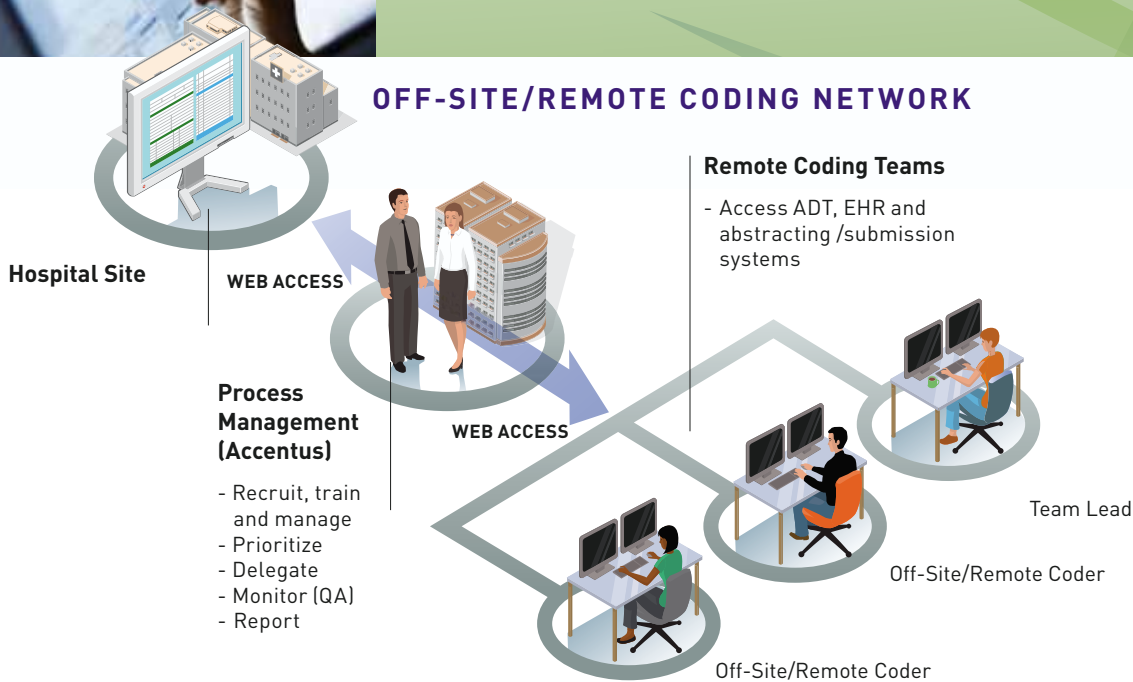 OFF-SITE/REMOTE CODING NETWORK
Hospital Site
WEB ACCESS
Process
Management
(Accentus)
- Recruit, train
and manage
- Prioritize
- Delegate
- Monitor (QA)
- Report
WEB ACCESS
Remote Coding Teams
- Access ADT, EHR and
abstracting /submission
systems
Team Lead
Off-Site/Remote Coder
Off-Site/Remote Coder